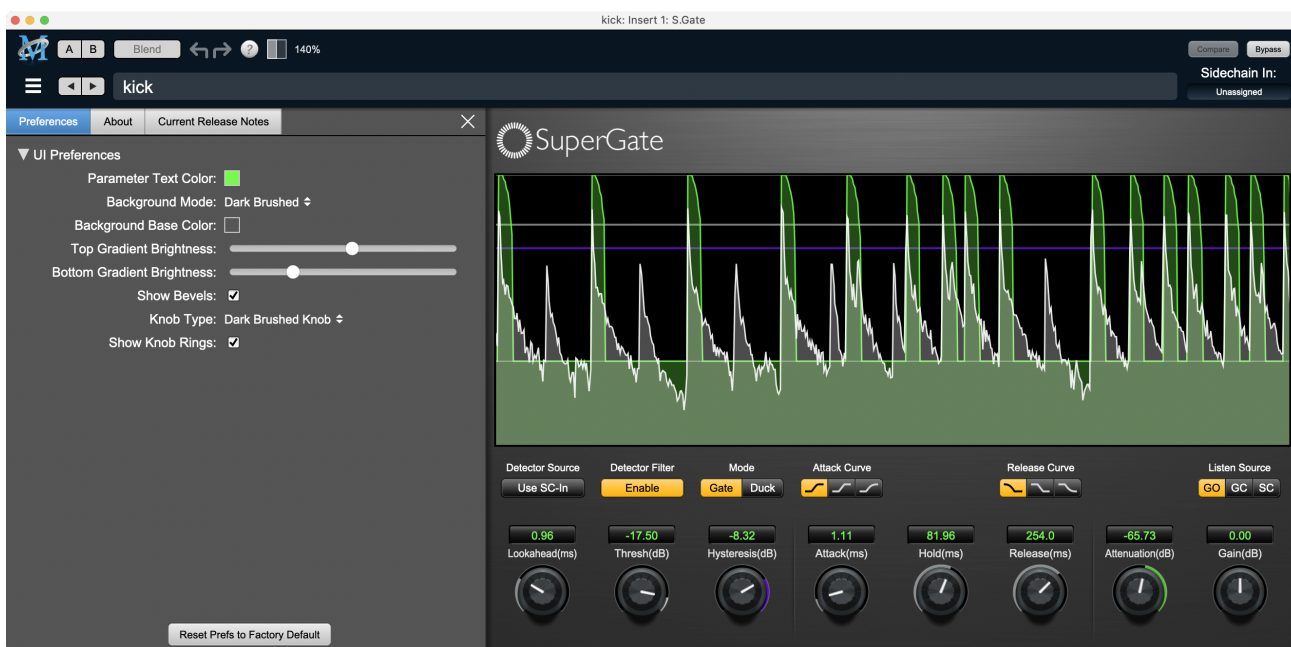 kick: Insert 1: S.Gate
A B Blend ? 140% Compare Bypass
kick Sidechain In:
Unassigned
Preferences About Current Release Notes
SuperGate
UI Preferences
Parameter Text Color:
Background Mode: Dark Brushed
Background Base Color:
Top Gradient Brightness:
Bottom Gradient Brightness:
Show Bevels:
Knob Type: Dark Brushed Knob
Show Knob Rings:
Reset Prefs to Factory Default
Detector Source Detector Filter Mode Attack Curve Release Curve Listen Source
Use SC-In Enable Gate Duck GO GC SC
0.96 -17.50 -8.32 1.11 81.96 254.0 -65.73 0.00
Lookahead(ms) Thresh(dB) Hysteresis(dB) Attack(ms) Hold(ms) Release(ms) Attenuation(dB) Gain(dB)